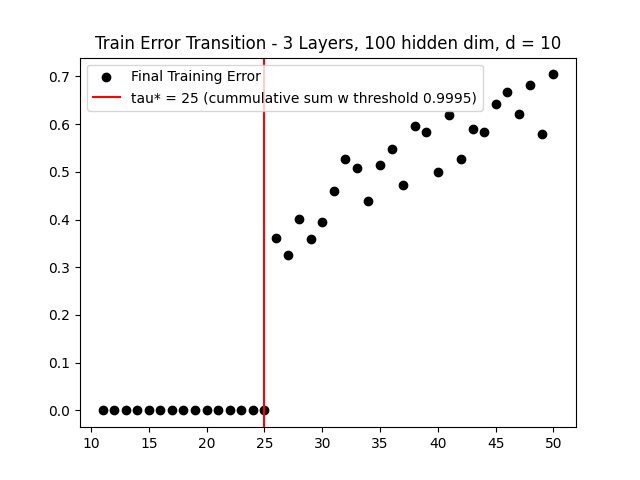 Train Error Transition - 3 Layers, 100 hidden dim, d = 10
Final Training Error
tau* = 25 (cummulative sum w threshold 0.9995)
0.7
0.6
0.5
0.4
0.3
0.2
0.1
0.0
10 15 20 25 30 35 40 45 50